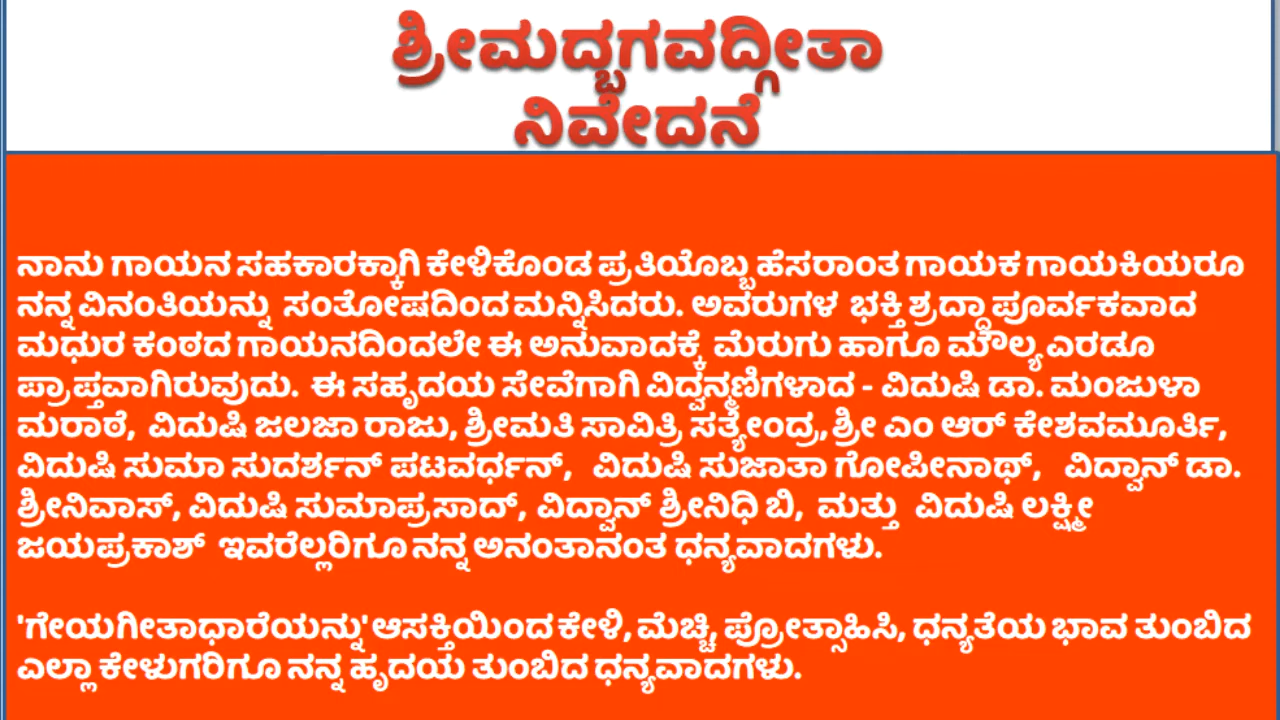 ಶ್ರೀಮದ್ಭಗವದ್ಗೀತಾ
ನಿವೇದನೆ
ನಾನು ಗಾಯನ ಸಹಕಾರಕ್ಕಾಗಿ ಕೇಳಿಕೊಂಡ ಪ್ರತಿಯೊಬ್ಬ ಹೆಸರಾಂತ ಗಾಯಕ ಗಾಯಕಿಯರೂ
ನನ್ನ ವಿನಂತಿಯನ್ನು ಸಂತೋಷದಿಂದ ಮನ್ನಿಸಿದರು. ಅವರುಗಳ ಭಕ್ತಿ ಶ್ರದ್ಧಾ ಪೂರ್ವಕವಾದ
ಮಧುರ ಕಂಠದ ಗಾಯನದಿಂದಲೇ ಈ ಅನುವಾದಕ್ಕೆ ಮೆರುಗು ಹಾಗೂ ಮೌಲ್ಯ ಎರಡೂ
ಪ್ರಾಪ್ತವಾಗಿರುವುದು. ಈ ಸಹೃದಯ ಸೇವೆಗಾಗಿ ವಿದ್ವನ್ಮಣಿಗಳಾದ - ವಿದುಷಿ ಡಾ. ಮಂಜುಳಾ
ಮರಾಠೆ, ವಿದುಷಿ ಜಲಜಾ ರಾಜು, ಶ್ರೀಮತಿ ಸಾವಿತ್ರಿ ಸತ್ಯೇಂದ್ರ, ಶ್ರೀ ಎಂ ಆರ್ ಕೇಶವಮೂರ್ತಿ,
ವಿದುಷಿ ಸುಮಾ ಸುದರ್ಶನ್ ಪಟವರ್ಧನ್, ವಿದುಷಿ ಸುಜಾತಾ ಗೋಪೀನಾಥ್, ವಿದ್ವಾನ್ ಡಾ.
ಶ್ರೀನಿವಾಸ್, ವಿದುಷಿ ಸುಮಾಪ್ರಸಾದ್, ವಿದ್ವಾನ್ ಶ್ರೀನಿಧಿ ಬಿ, ಮತ್ತು ವಿದುಷಿ ಲಕ್ಷ್ಮೀ
ಜಯಪ್ರಕಾಶ್ ಇವರೆಲ್ಲರಿಗೂ ನನ್ನ ಅನಂತಾನಂತ ಧನ್ಯವಾದಗಳು.
'ಗೇಯಗೀತಾಧಾರೆಯನ್ನು' ಆಸಕ್ತಿಯಿಂದ ಕೇಳಿ, ಮೆಚ್ಚಿ ಪ್ರೋತ್ಸಾಹಿಸಿ, ಧನ್ಯತೆಯ ಭಾವ ತುಂಬಿದ
ಎಲ್ಲಾ ಕೇಳುಗರಿಗೂ ನನ್ನ ಹೃದಯ ತುಂಬಿದ ಧನ್ಯವಾದಗಳು.